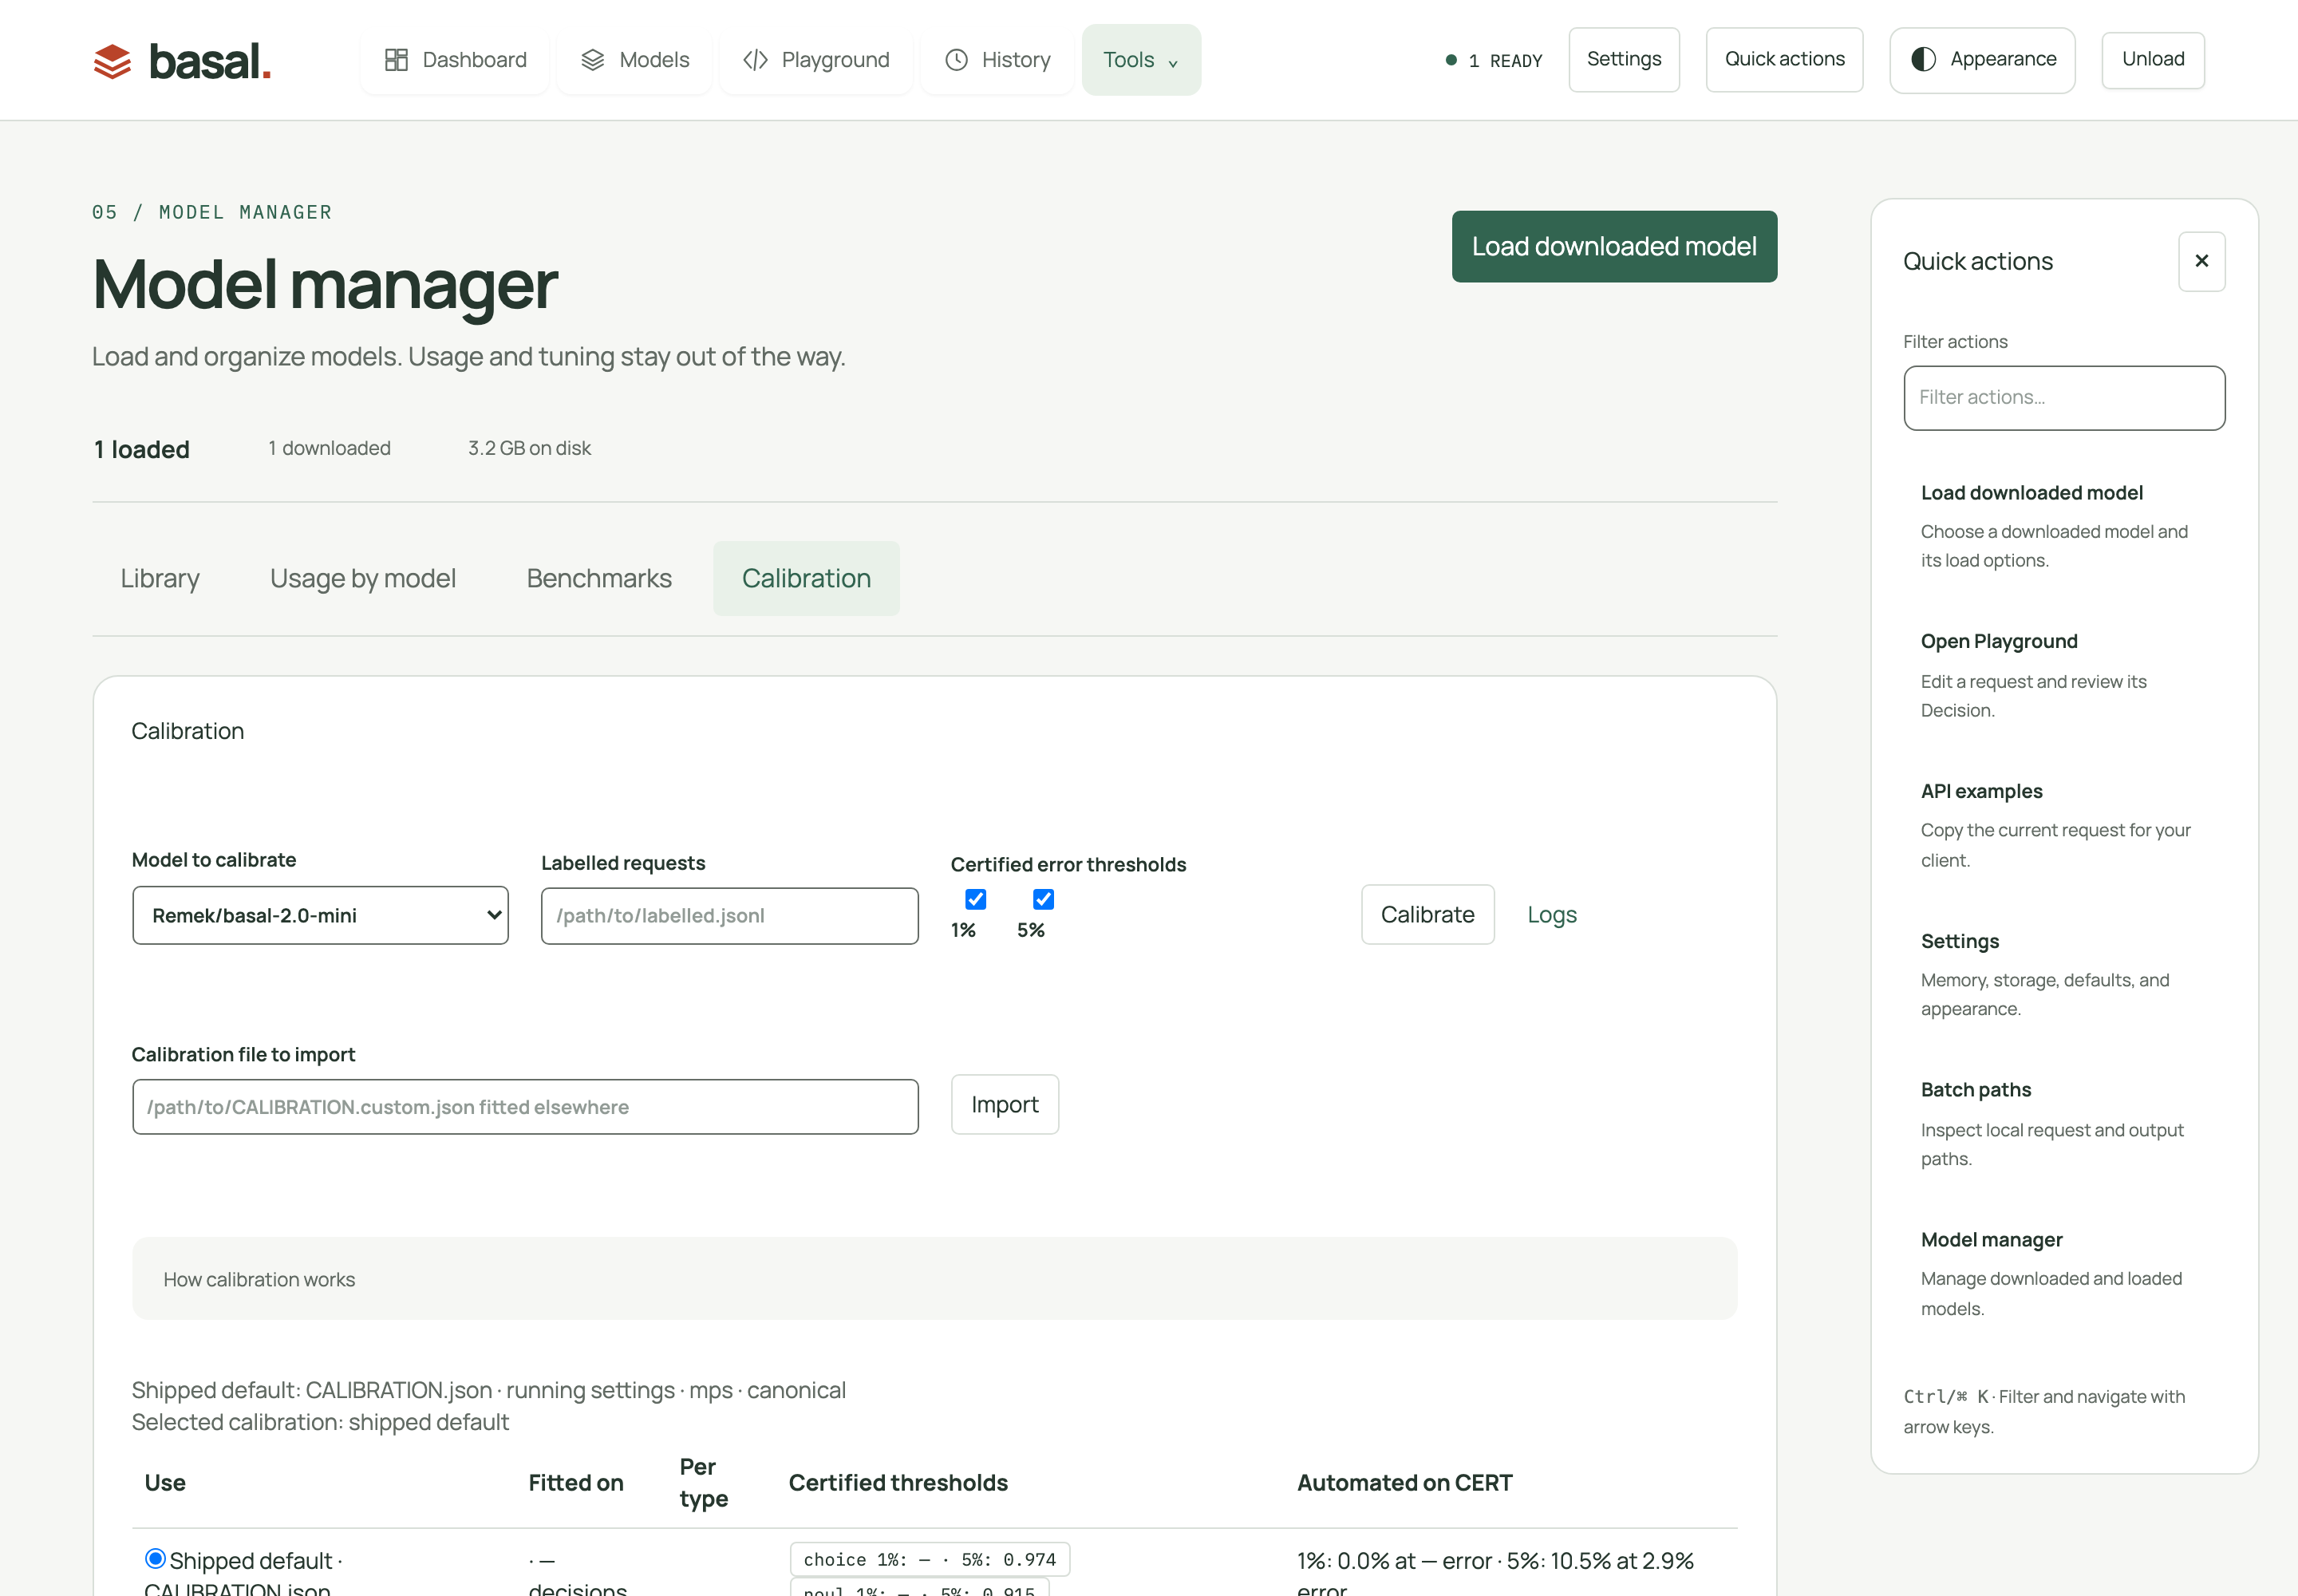 basal.
Dashboard
Models
Playground
History
Tools
1 READY
Settings
Quick actions
Appearance
Unload
05 / MODEL MANAGER
Model manager
Load and organize models. Usage and tuning stay out of the way.
Load downloaded model
1 loaded
1 downloaded
3.2 GB on disk
Library
Usage by model
Benchmarks
Calibration
Calibration
Model to calibrate
Remek/basal-2.0-mini
Labelled requests
/path/to/labelled.jsonl
Certified error thresholds
1%
5%
Calibrate
Logs
Calibration file to import
/path/to/CALIBRATION.custom.json fitted elsewhere
Import
How calibration works
Shipped default: CALIBRATION.json · running settings · mps · canonical
Selected calibration: shipped default
Use
Fitted on
Per
type
Certified thresholds
Automated on CERT
Shipped default ·
CALIBRATION.json
· —
decisions
choice 1%: — · 5%: 0.974
noul 1%: — · 5%: 0.915
1%: 0.0% at — error · 5%: 10.5% at 2.9%
error
Quick actions
×
Filter actions
Filter actions…
Load downloaded model
Choose a downloaded model and
its load options.
Open Playground
Edit a request and review its
Decision.
API examples
Copy the current request for your
client.
Settings
Memory, storage, defaults, and
appearance.
Batch paths
Inspect local request and output
paths.
Model manager
Manage downloaded and loaded
models.
Ctrl/⌘ K · Filter and navigate with
arrow keys.